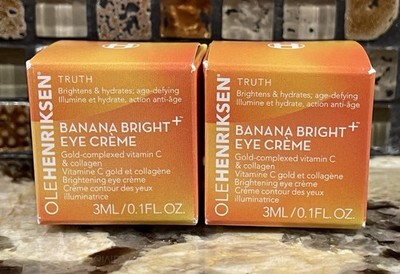 OLEHENRIKSEN®
TRUTH
Brightens & hydrates; age-defying
Illumine et hydrate, action anti-âge
BANANA BRIGHT+
EYE CRÈME
Gold-complexed vitamin C
& collagen
Vitamine C gold et collagène
Brightening eye crème
Crème contour des yeux
illuminatrice
3ML/0.1FL.OZ.
OLEHENRIKSEN®
TRUTH
Brightens & hydrates; age-defying
Illumine et hydrate, action anti-âge
BANANA BRIGHT+
EYE CRÈME
Gold-complexed vitamin C
& collagen
Vitamine C gold et collagène
Brightening eye crème
Crème contour des yeux
illuminatrice
3ML/0.1FL.OZ.